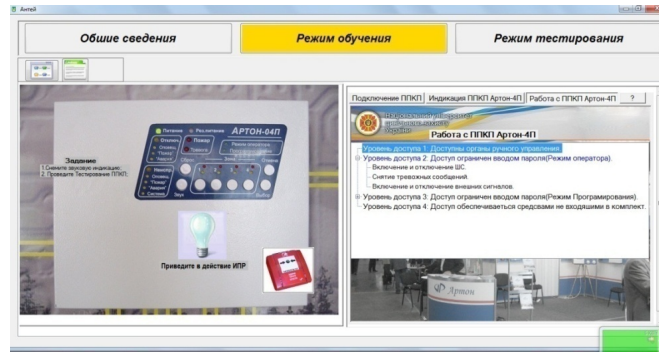 Антей
Обшие сведения
Режим обучения
Режим тестирования
АРТОН-04П
Питание
Пожар
Задание
1.Снимите звуковую индикацию;
2. Проведите Тестирование ППКП;
Звук
Приведите в действие ИПР
Подключение ППКП
Индикация ППКП Артон-4П
Работа с ППКП Артон-4П
?
Работа с ППКП Артон-4П
Уровень доступа 1: Доступны органы ручного управления.
Уровень доступа 2: Доступ ограничен вводом пароля(Режим оператора).
Включение и отключение ШС.
Снятие тревожных сообщений.
Включение и отключение внешних сигналов.
Уровень доступа 3: Доступ ограничен вводом пароля(Режим Програмирования).
Уровень доступа 4: Доступ обеспечивается средсвами не входящими в комплект.
Артон